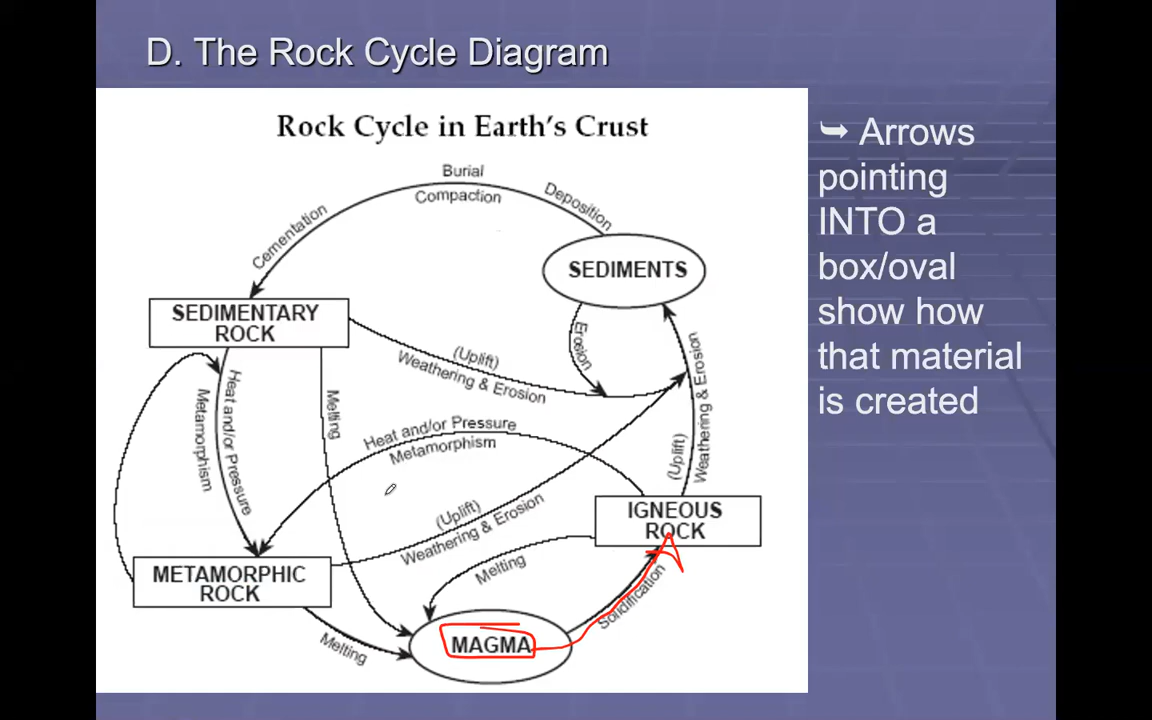 D. The Rock Cycle Diagram
Rock Cycle in Earth's Crust
Burial
Compaction
Deposition
Cementation
SEDIMENTS
SEDIMENTARY
ROCK
Erosion
(Uplift)
Weathering & Erosion
(Uplift)
Weathering & Erosion
Heat and/or Pressure
Metamorphism
Melting
Heat and/or Pressure
Metamorphism
(Uplift)
Weathering & Erosion
IGNEOUS
ROCK
METAMORPHIC
ROCK
Melting
Solidification
Melting
MAGMA
➥ Arrows
pointing
INTO a
box/oval
show how
that material
is created